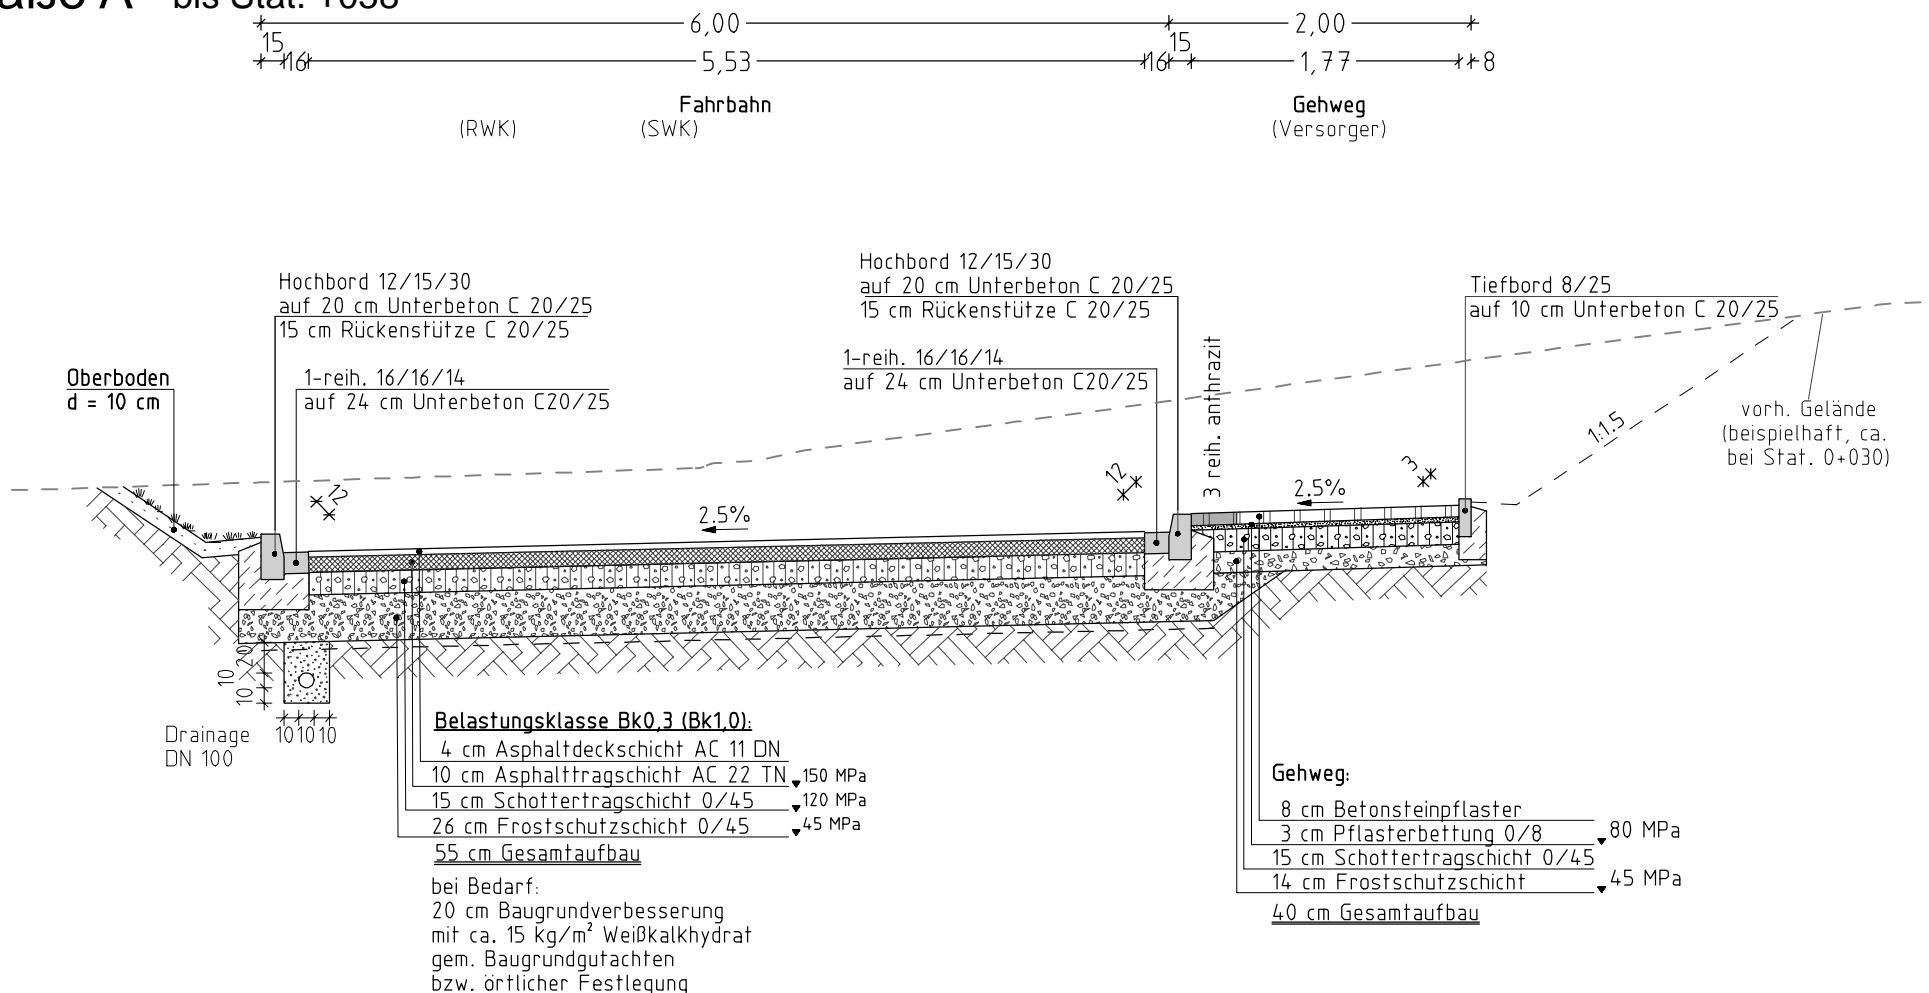 bis Stat. 1038
6,00
2,00
15
15
16
5,53
16
1,77
8
Fahrbahn
Gehweg
(RWK)
(SWK)
(Versorger)
Hochbord 12/15/30
auf 20 cm Unterbeton C 20/25
15 cm Rückenstütze C 20/25
Hochbord 12/15/30
auf 20 cm Unterbeton C 20/25
15 cm Rückenstütze C 20/25
Tiefbord 8/25
auf 10 cm Unterbeton C 20/25
Oberboden
d = 10 cm
1-reih. 16/16/14
auf 24 cm Unterbeton C20/25
1-reih. 16/16/14
auf 24 cm Unterbeton C20/25
3 reih. anthrazit
1:1.5
vorh. Gelände
(beispielhaft, ca.
bei Stat. 0+030)
12
2.5%
12
2.5%
3
20
10
10
10 10 10
Drainage
DN 100
Belastungsklasse Bk0,3 (Bk1,0):
4 cm Asphaltdeckschicht AC 11 DN
10 cm Asphalttragschicht AC 22 TN
150 MPa
15 cm Schottertragschicht 0/45
120 MPa
26 cm Frostschutzschicht 0/45
45 MPa
55 cm Gesamtaufbau
bei Bedarf:
20 cm Baugrundverbesserung
mit ca. 15 kg/m² Weißkalkhydrat
gem. Baugrundgutachten
bzw. örtlicher Festlegung
Gehweg:
8 cm Betonsteinpflaster
3 cm Pflasterbettung 0/8
80 MPa
15 cm Schottertragschicht 0/45
14 cm Frostschutzschicht
45 MPa
40 cm Gesamtaufbau